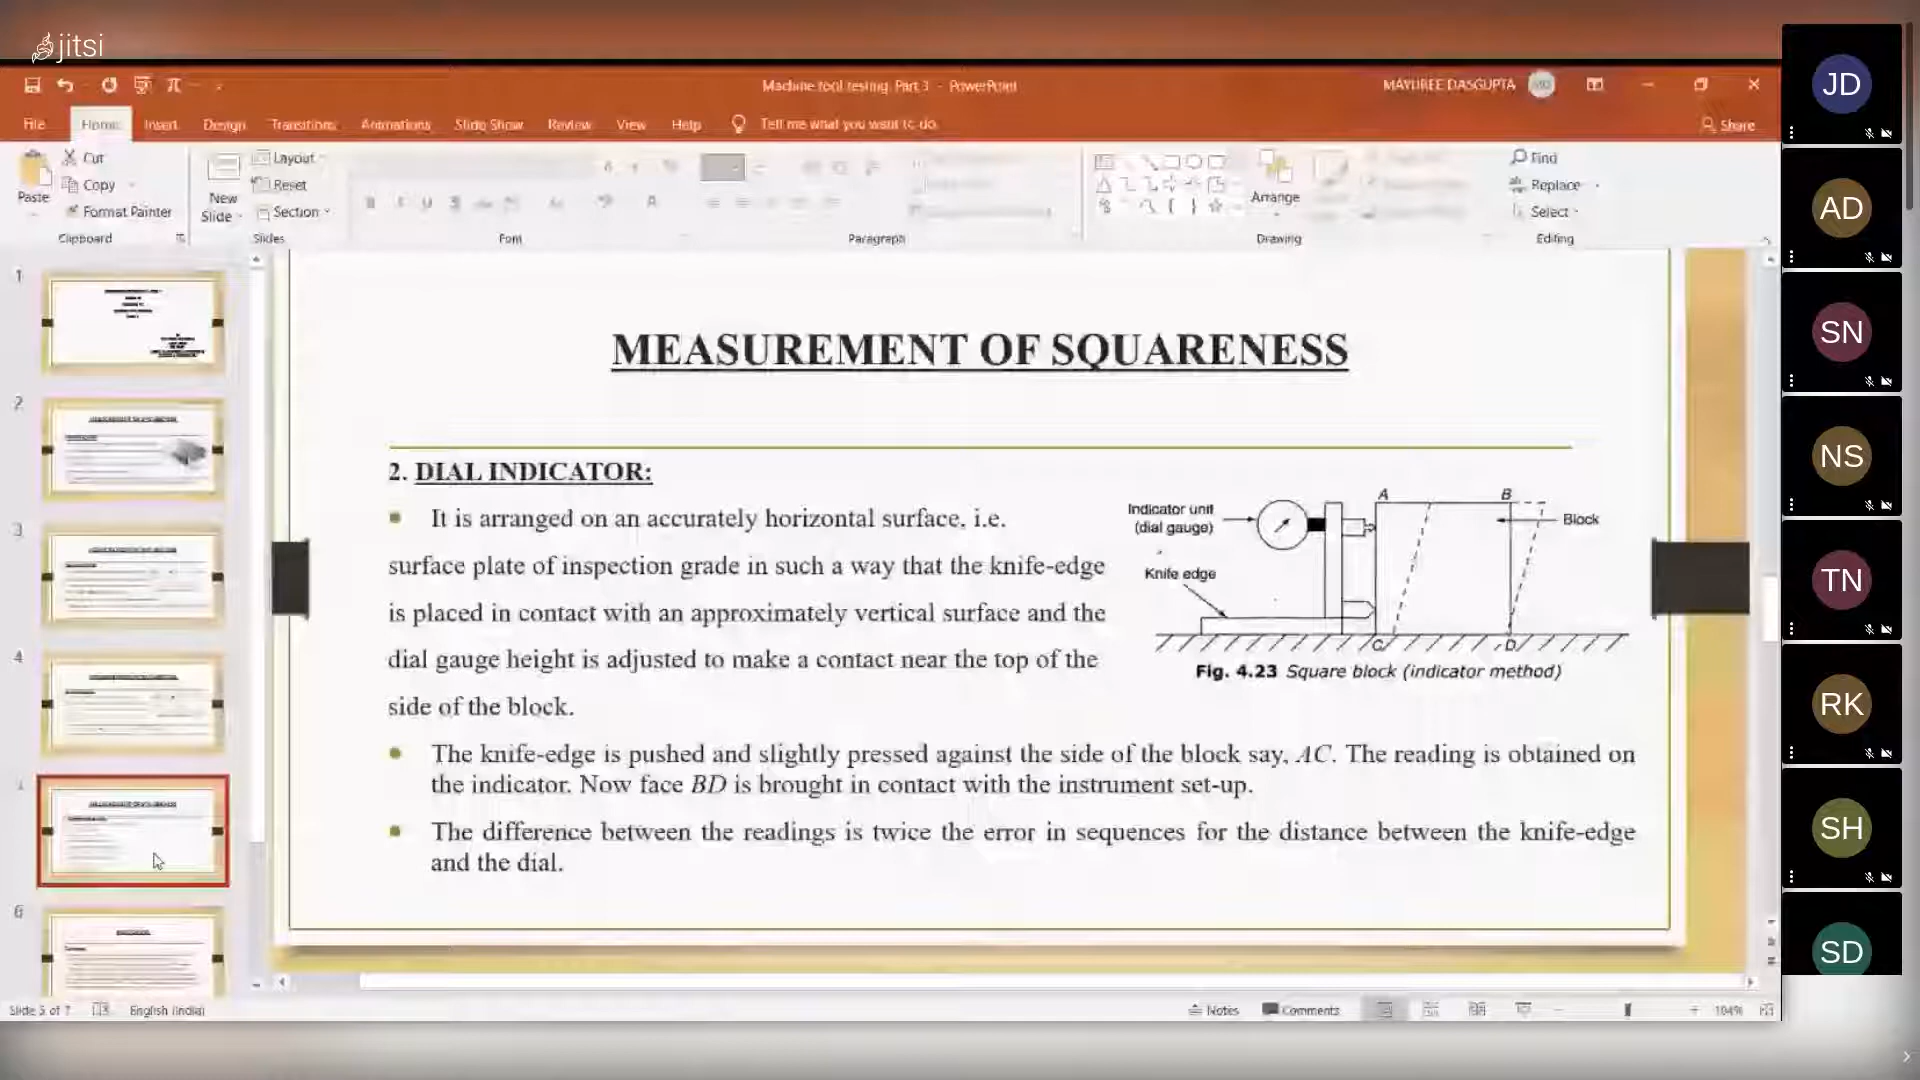 jitsi
Machine tool testing Part 3 - PowerPoint
MAYUREE DASGUPTA
File Home Insert Design Transitions Animations Slide Show Review View Help Tell me what you want to do
Share
Paste
Cut
Copy
Format Painter
Clipboard
New Slide
Layout
Reset
Section
Slides
Font
Paragraph
Arrange
Drawing
Find
Replace
Select
Editing
1
2
3
4
6
MEASUREMENT OF SQUARENESS
2. DIAL INDICATOR:
It is arranged on an accurately horizontal surface, i.e.
surface plate of inspection grade in such a way that the knife-edge
is placed in contact with an approximately vertical surface and the
dial gauge height is adjusted to make a contact near the top of the
side of the block.
Indicator unit
(dial gauge)
Knife edge
A
B
Block
C
D
Fig. 4.23 Square block (indicator method)
The knife-edge is pushed and slightly pressed against the side of the block say, AC. The reading is obtained on
the indicator. Now face BD is brought in contact with the instrument set-up.
The difference between the readings is twice the error in sequences for the distance between the knife-edge
and the dial.
Slide 5 of 7 English (India)
Notes Comments 104%
JD
AD
SN
NS
TN
RK
SH
SD